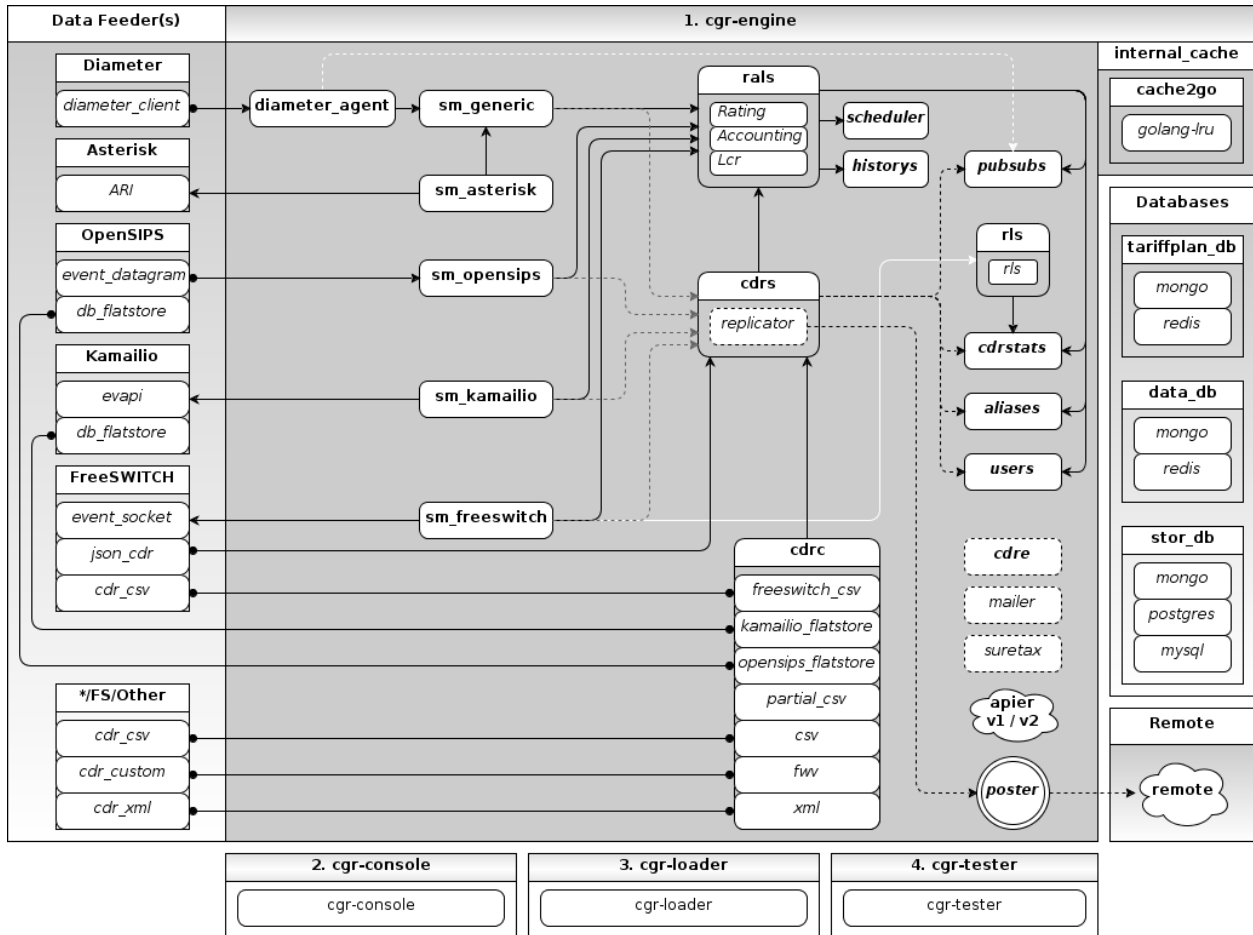 Data Feeder(s)
1. cgr-engine
Diameter
diameter_client
Asterisk
ARI
OpenSIPS
event_datagram
db_flatstore
Kamailio
evapi
db_flatstore
FreeSWITCH
event_socket
json_cdr
cdr_csv
*/FS/Other
cdr_csv
cdr_custom
cdr_xml
diameter_agent
sm_generic
sm_asterisk
sm_opensips
sm_kamailio
sm_freeswitch
rals
Rating
Accounting
Lcr
cdrs
replicator
cdrc
freeswitch_csv
kamailio_flatstore
opensips_flatstore
partial_csv
csv
fwv
xml
scheduler
historys
pubsubs
rls
rls
cdrstats
aliases
users
cdre
mailer
suretax
apier
v1 / v2
poster
internal_cache
cache2go
golang-lru
Databases
tariffplan_db
mongo
redis
data_db
mongo
redis
stor_db
mongo
postgres
mysql
Remote
remote
2. cgr-console
cgr-console
3. cgr-loader
cgr-loader
4. cgr-tester
cgr-tester